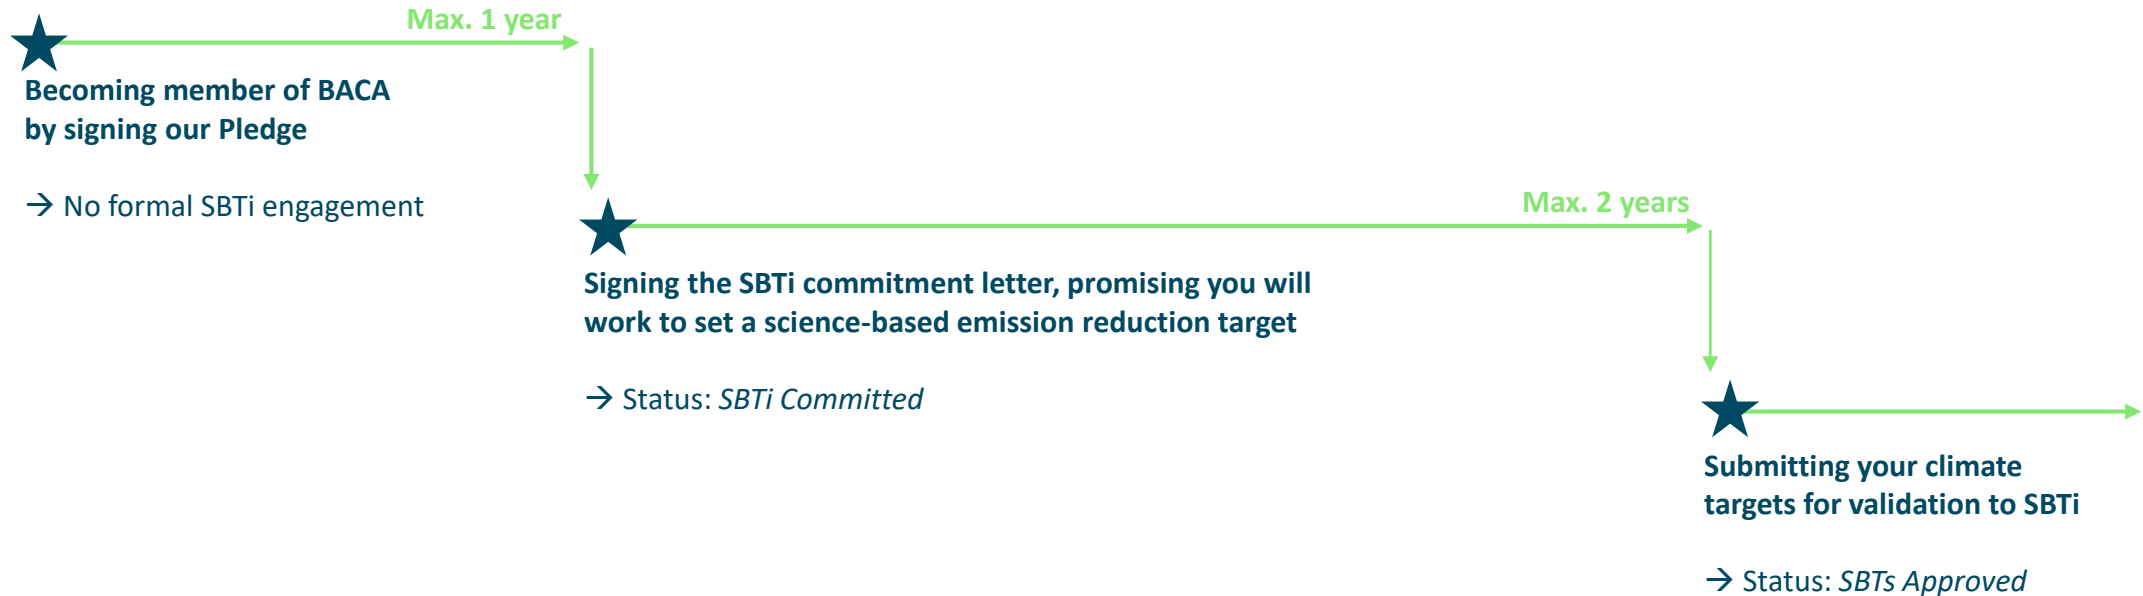 Max. 1 year
Becoming member of BACA
by signing our Pledge
→ No formal SBTi engagement
Max. 2 years
Signing the SBTi commitment letter, promising you will
work to set a science-based emission reduction target
→ Status: SBTi Committed
Submitting your climate
targets for validation to SBTi
→ Status: SBTs Approved